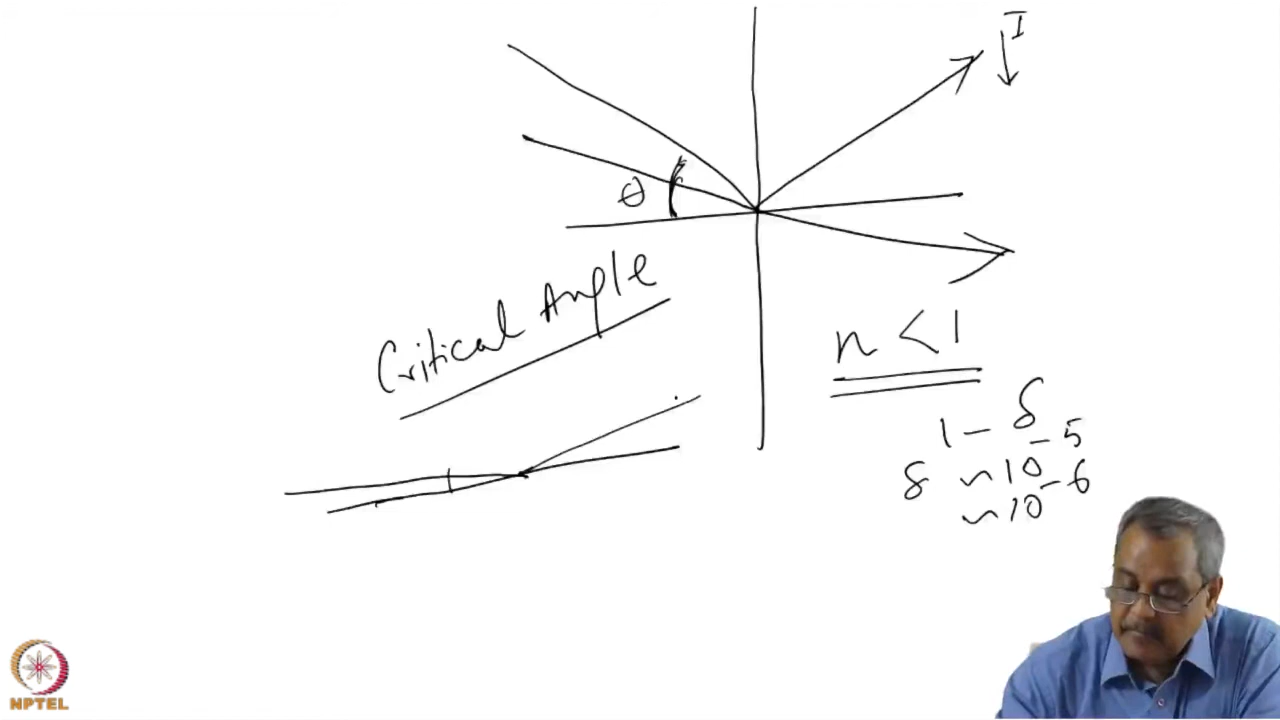 I
θ
Critical Angle
n < 1
1 - δ
δ ~ 10^-5
~ 10^-6
NPTEL